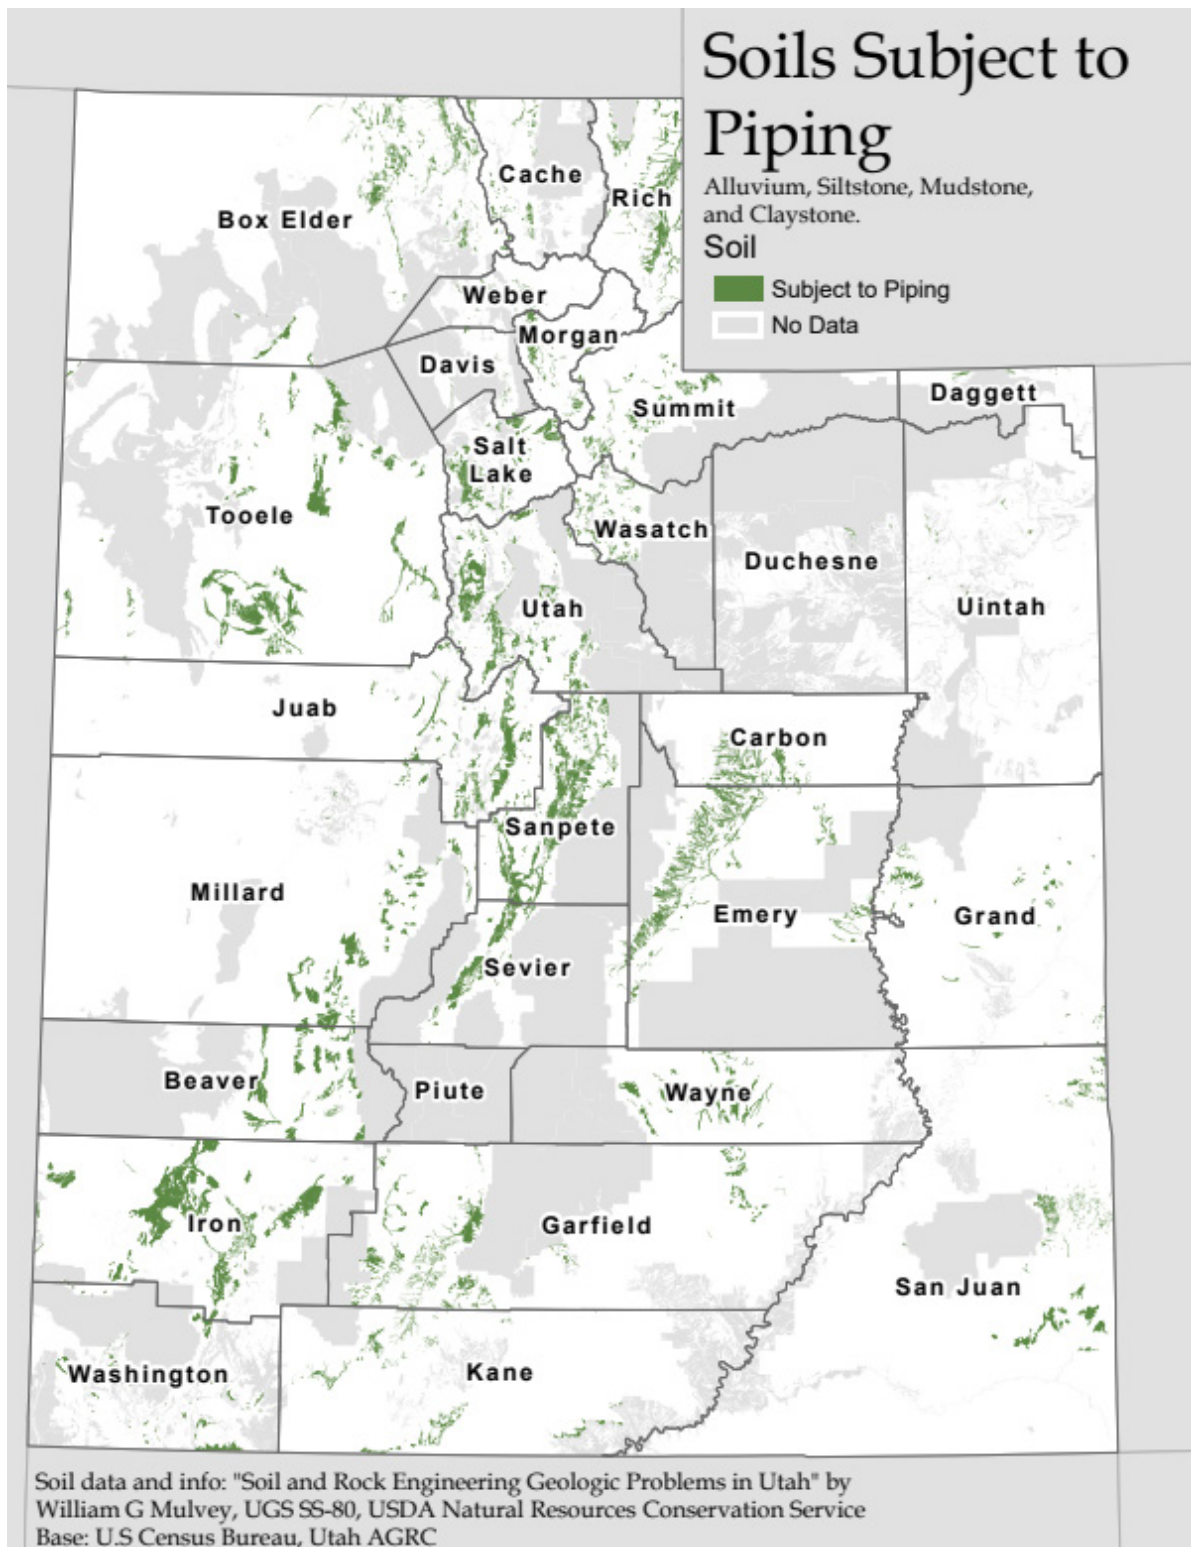 Soils Subject to
Piping
Alluvium, Siltstone, Mudstone,
and Claystone.
Soil
Subject to Piping
No Data
Cache
Rich
Box Elder
Weber
Morgan
Davis
Daggett
Summit
Salt
Lake
Tooele
Wasatch
Duchesne
Utah
Uintah
Juab
Carbon
Sanpete
Millard
Emery
Grand
Sevier
Beaver
Piute
Wayne
Iron
Garfield
San Juan
Washington
Kane
Soil data and info: "Soil and Rock Engineering Geologic Problems in Utah" by
William G Mulvey, UGS SS-80, USDA Natural Resources Conservation Service
Base: U.S Census Bureau, Utah AGRC